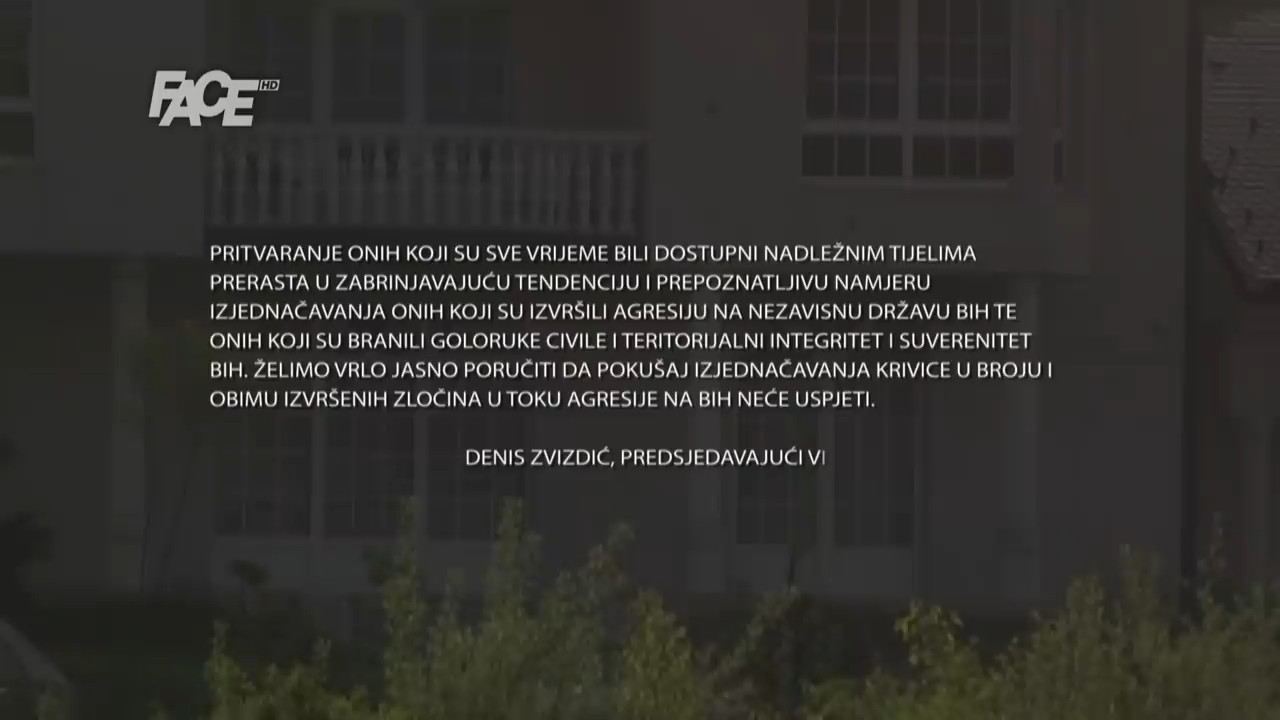 FACE HD
PRITVARANJE ONIH KOJI SU SVE VRIJEME BILI DOSTUPNI NADLEŽNIM TIJELIMA
PRERASTA U ZABRINJAVAJUĆU TENDENCIJU I PREPOZNATLJIVU NAMJERU
IZJEDNAČAVANJA ONIH KOJI SU IZVRŠILI AGRESIJU NA NEZAVISNU DRŽAVU BIH TE
ONIH KOJI SU BRANILI GOLORUKE CIVILE I TERITORIJALNI INTEGRITET I SUVERENITET
BIH. ŽELIMO VRLO JASNO PORUČITI DA POKUŠAJ IZJEDNAČAVANJA KRIVICE U BROJU I
OBIMU IZVRŠENIH ZLOČINA U TOKU AGRESIJE NA BIH NEĆE USPJETI.
DENIS ZVIZDIĆ, PREDSJEDAVAJUĆI VI